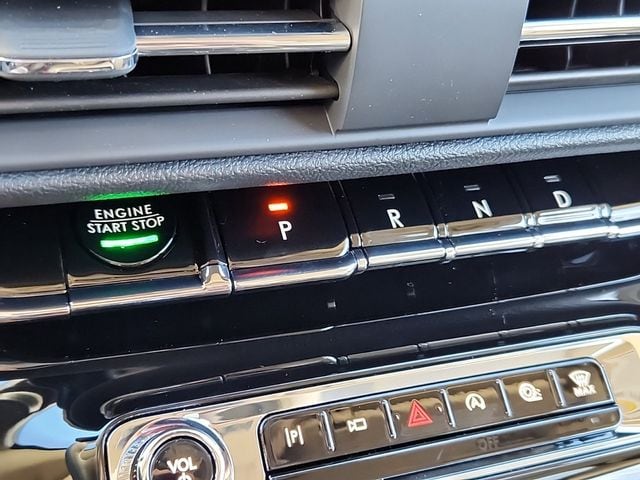 ENGINE
START STOP
P R N D
P
A
MAX
OFF
VOL